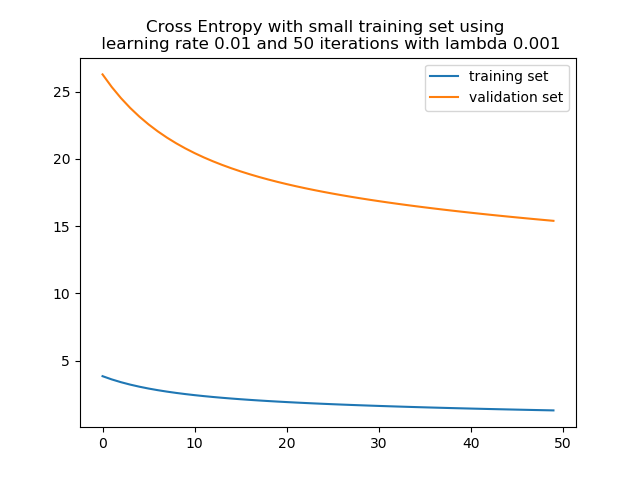 Cross Entropy with small training set using
learning rate 0.01 and 50 iterations with lambda 0.001
training set
validation set
25
20
15
10
5
0 10 20 30 40 50